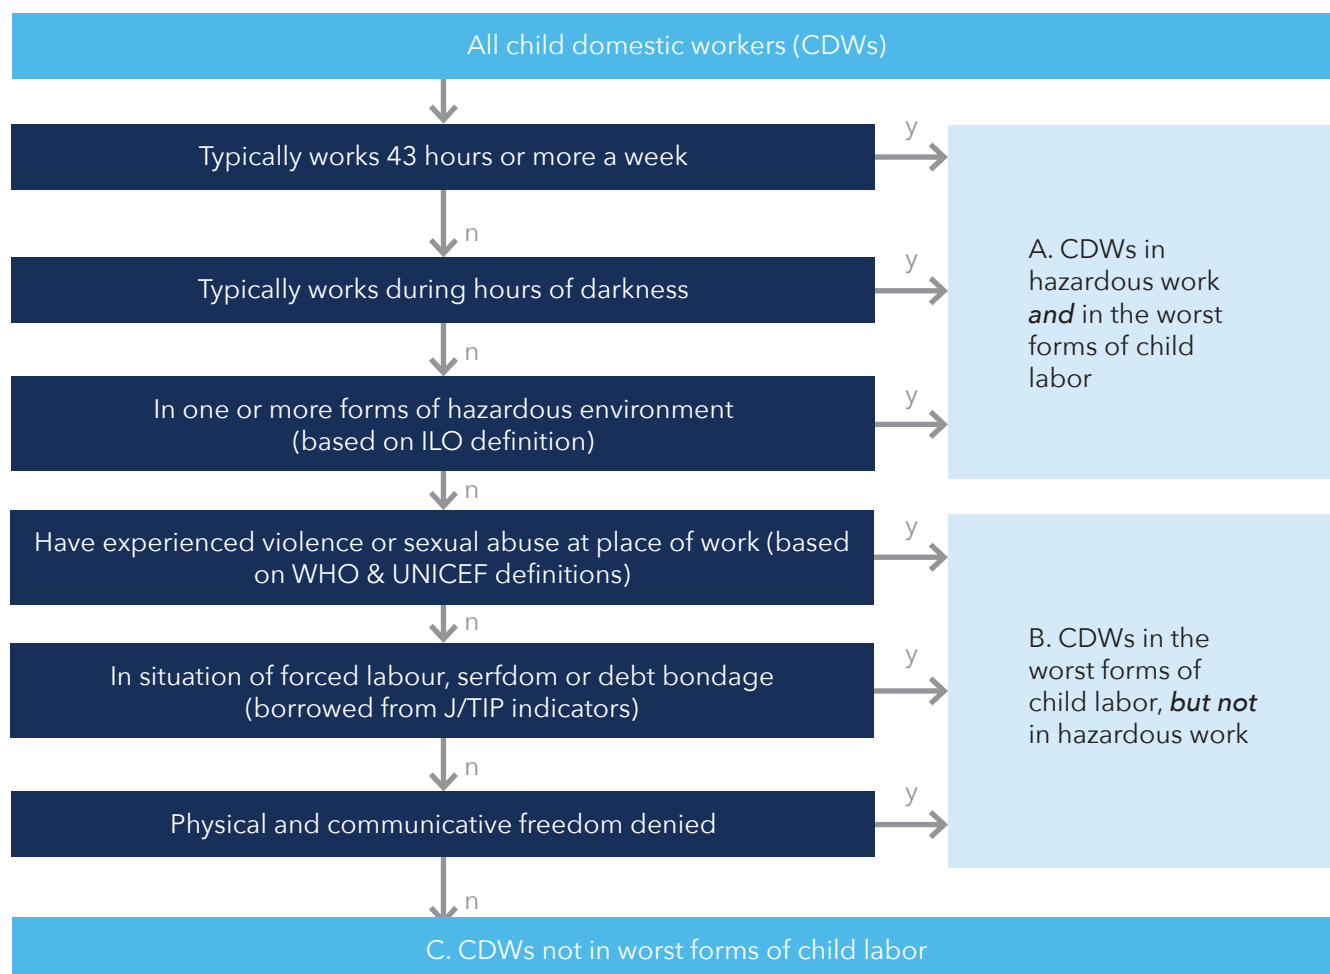 All child domestic workers (CDWs)
y
Typically works 43 hours or more a week
n
y
Typically works during hours of darkness
n
y
In one or more forms of hazardous environment
(based on ILO definition)
n
A. CDWs in
hazardous work
and in the worst
forms of child
labor
y
Have experienced violence or sexual abuse at place of work (based
on WHO & UNICEF definitions)
n
y
In situation of forced labour, serfdom or debt bondage
(borrowed from J/TIP indicators)
n
y
Physical and communicative freedom denied
n
B. CDWs in the
worst forms of
child labor, but not
in hazardous work
C. CDWs not in worst forms of child labor